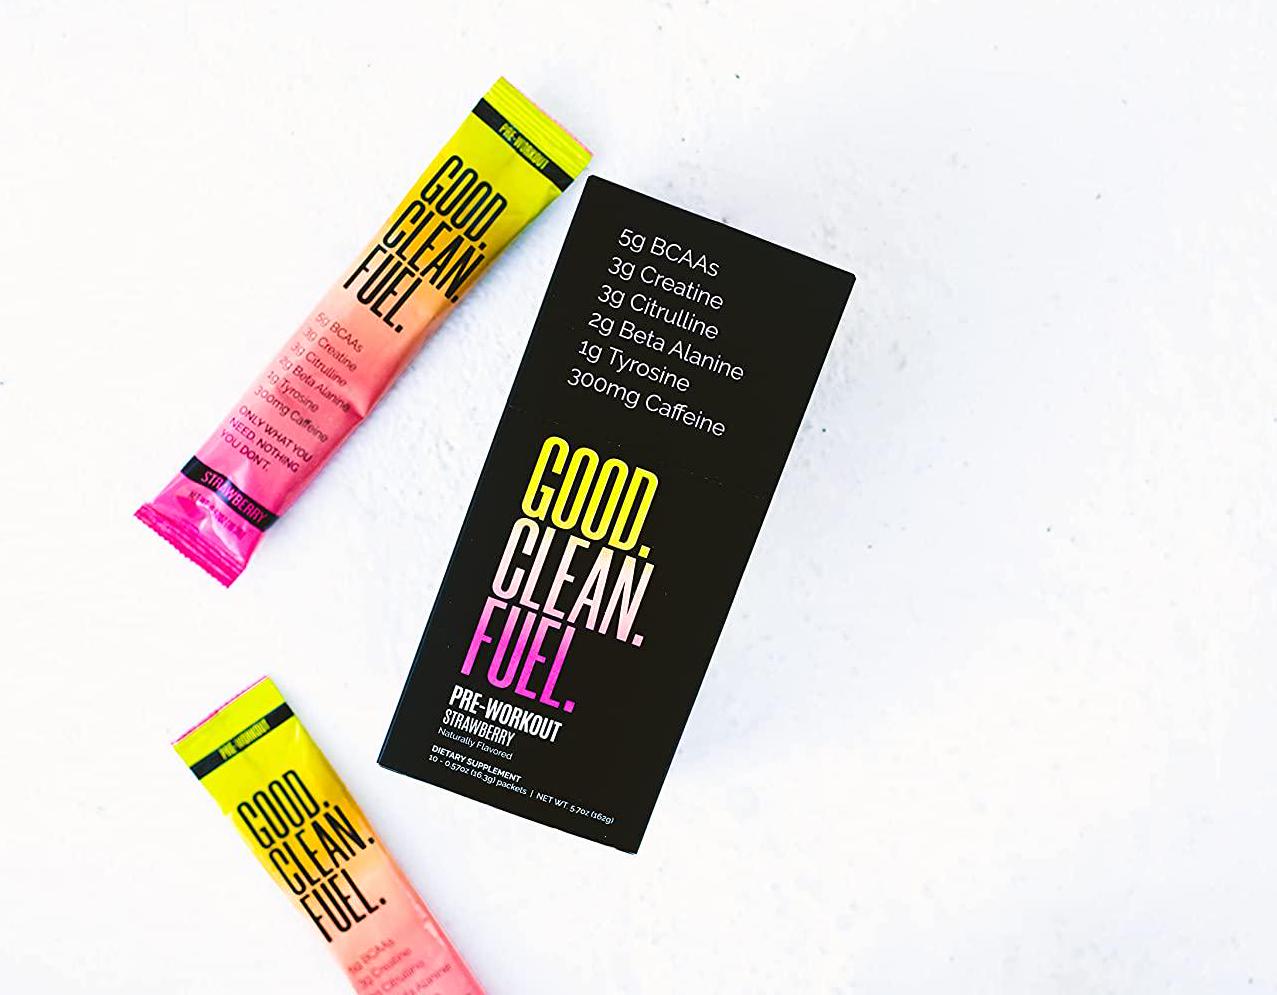 PRE-WORKOUT
GOOD.
CLEAN.
FUEL.
5g BCAAs
3g Creatine
3g Citrulline
2g Beta Alanine
1g Tyrosine
300mg Caffeine
ONLY WHAT YOU
NEED. NOTHING
YOU DON'T.
STRAWBERRY
5g BCAAs
3g Creatine
3g Citrulline
2g Beta Alanine
1g Tyrosine
300mg Caffeine
GOOD.
CLEAN.
FUEL.
PRE-WORKOUT
STRAWBERRY
Naturally Flavored
DIETARY SUPPLEMENT
10 - 0.57oz (16.3g) packets | NET WT. 5.7oz (162g)
PRE-WORKOUT
GOOD.
CLEAN.
FUEL.
5g BCAAs
3g Creatine
3g Citrulline
2g Beta Alanine